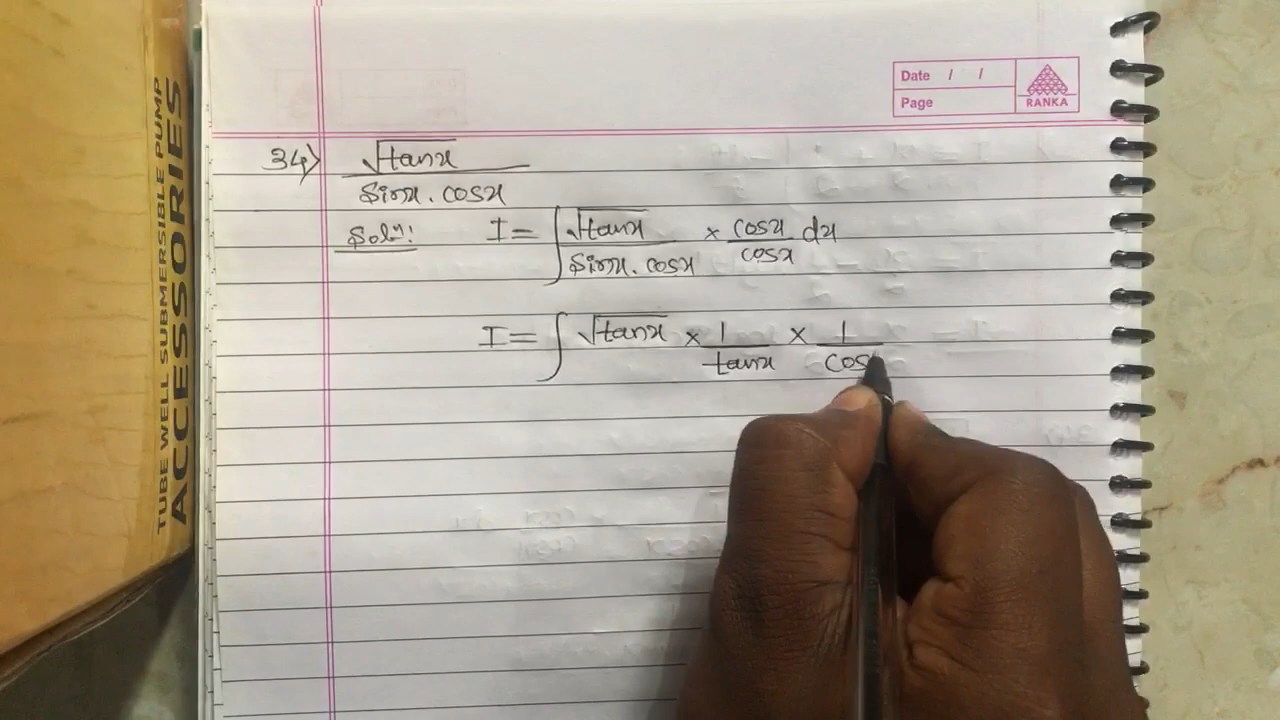 TUBE WELL SUBMERSIBLE PUMP
ACCESSORIES
Date / /
Page
RANKA
34) √tanx / sinx . cosx
Solⁿ: I = ∫ √tanx / sinx . cosx × cosx / cosx dx
I = ∫ √tanx × 1 / tanx × 1 / cos